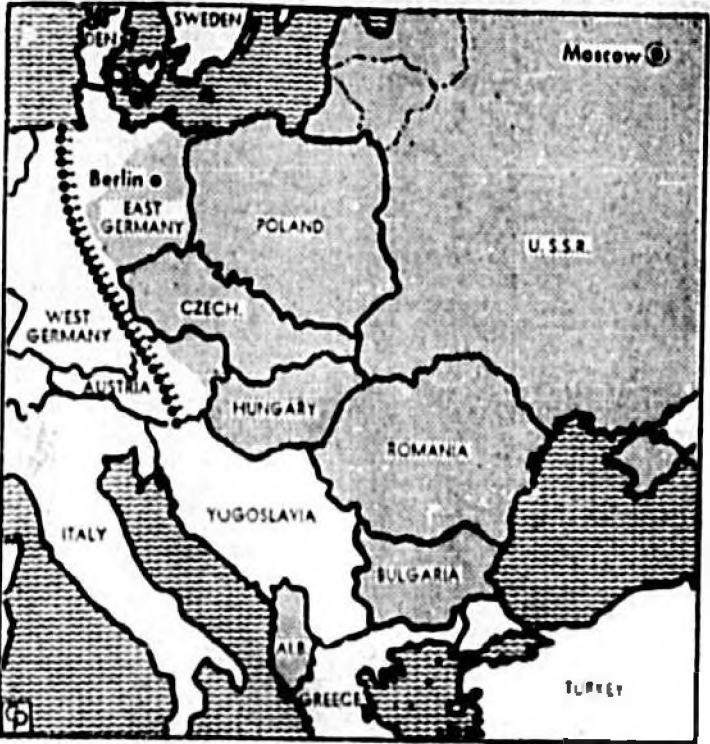 SWEDEN
DEN
Moscow
Berlin
EAST
GERMANY
POLAND
U.S.S.R.
CZECH.
WEST
GERMANY
AUSTRIA
HUNGARY
ROMANIA
YUGOSLAVIA
ITALY
BULGARIA
ALB
GREECE
TURKEY
CP